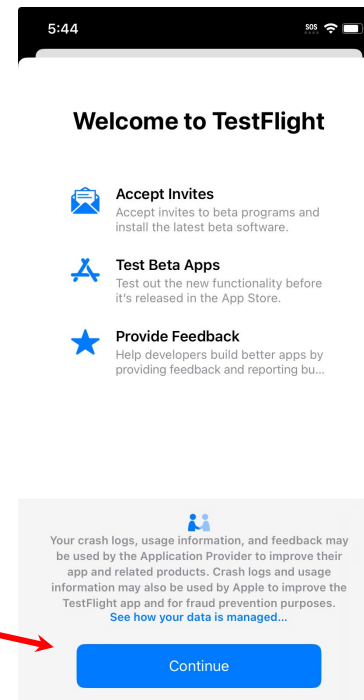 5:44
SOS
Welcome to TestFlight
Accept Invites
Accept invites to beta programs and
install the latest beta software.
Test Beta Apps
Test out the new functionality before
it's released in the App Store.
Provide Feedback
Help developers build better apps by
providing feedback and reporting bu...
Your crash logs, usage information, and feedback may
be used by the Application Provider to improve their
app and related products. Crash logs and usage
information may also be used by Apple to improve the
TestFlight app and for fraud prevention purposes.
See how your data is managed...
Continue